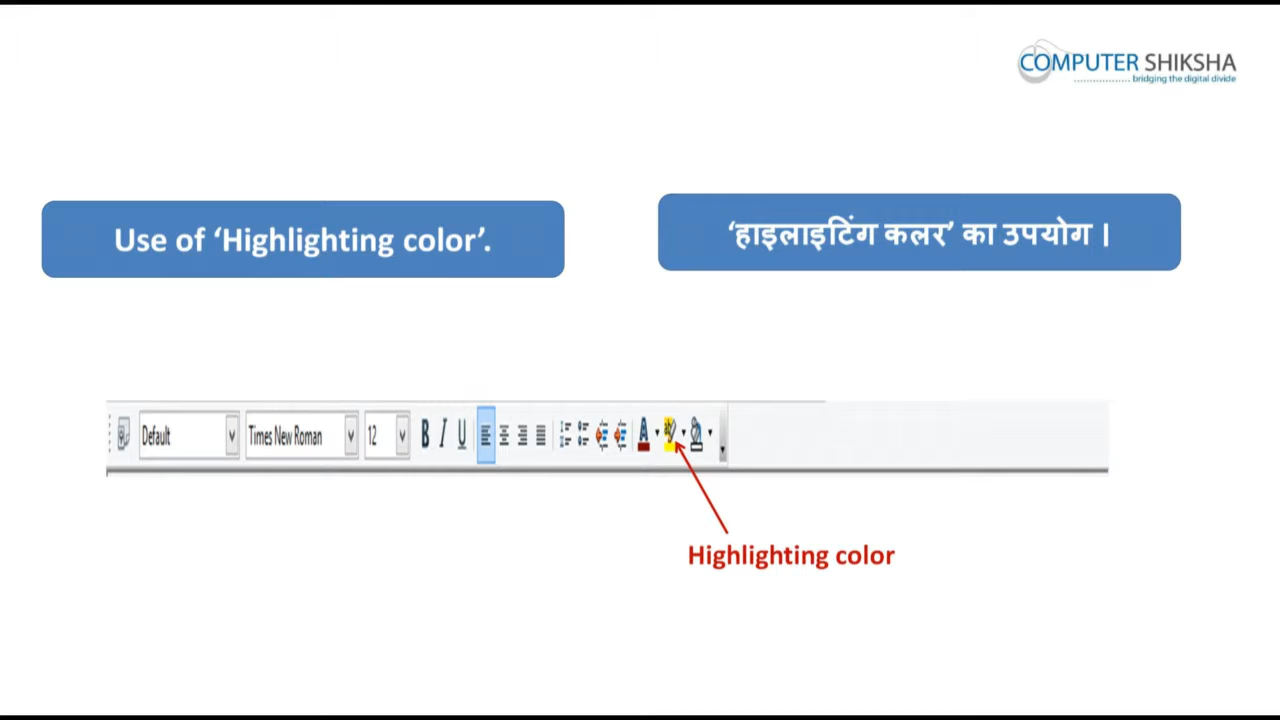 COMPUTER SHIKSHA
bridging the digital divide
Use of ‘Highlighting color’.
‘हाइलाइटिंग कलर’ का उपयोग |
Default
Times New Roman
12
B I U
A
Highlighting color